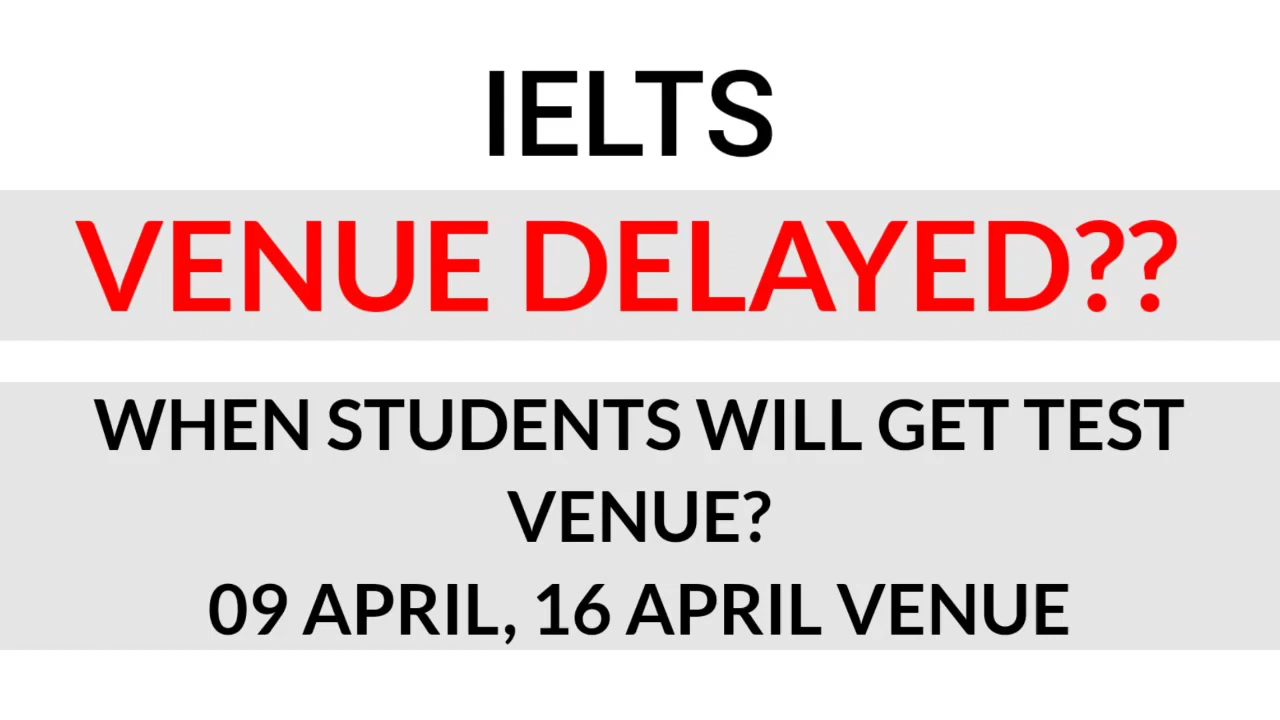 IELTS
VENUE DELAYED??
WHEN STUDENTS WILL GET TEST
VENUE?
09 APRIL, 16 APRIL VENUE